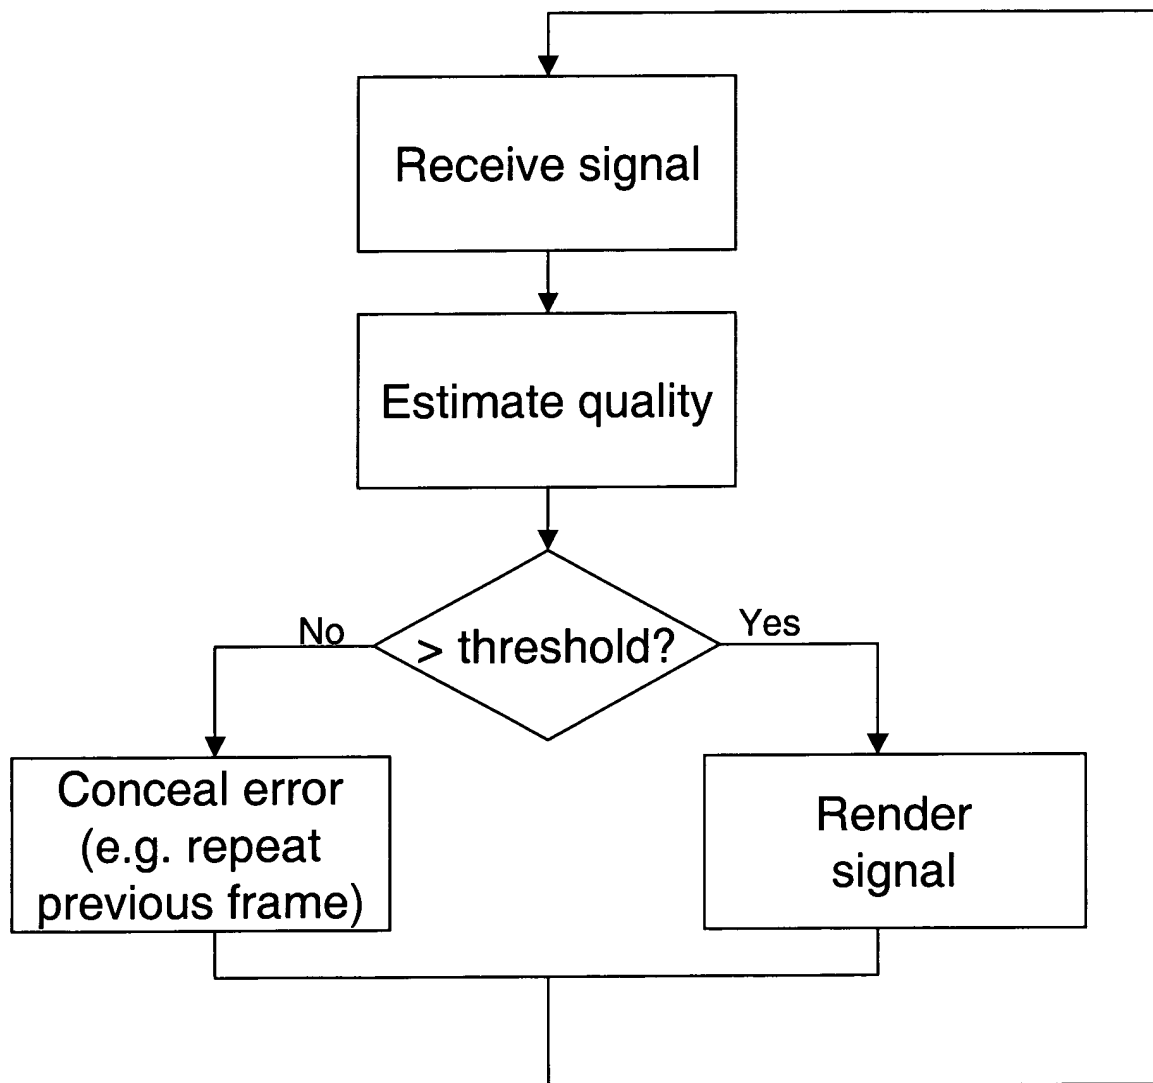 Receive signal
Estimate quality
No
> threshold?
Yes
Conceal error
(e.g. repeat
previous frame)
Render
signal